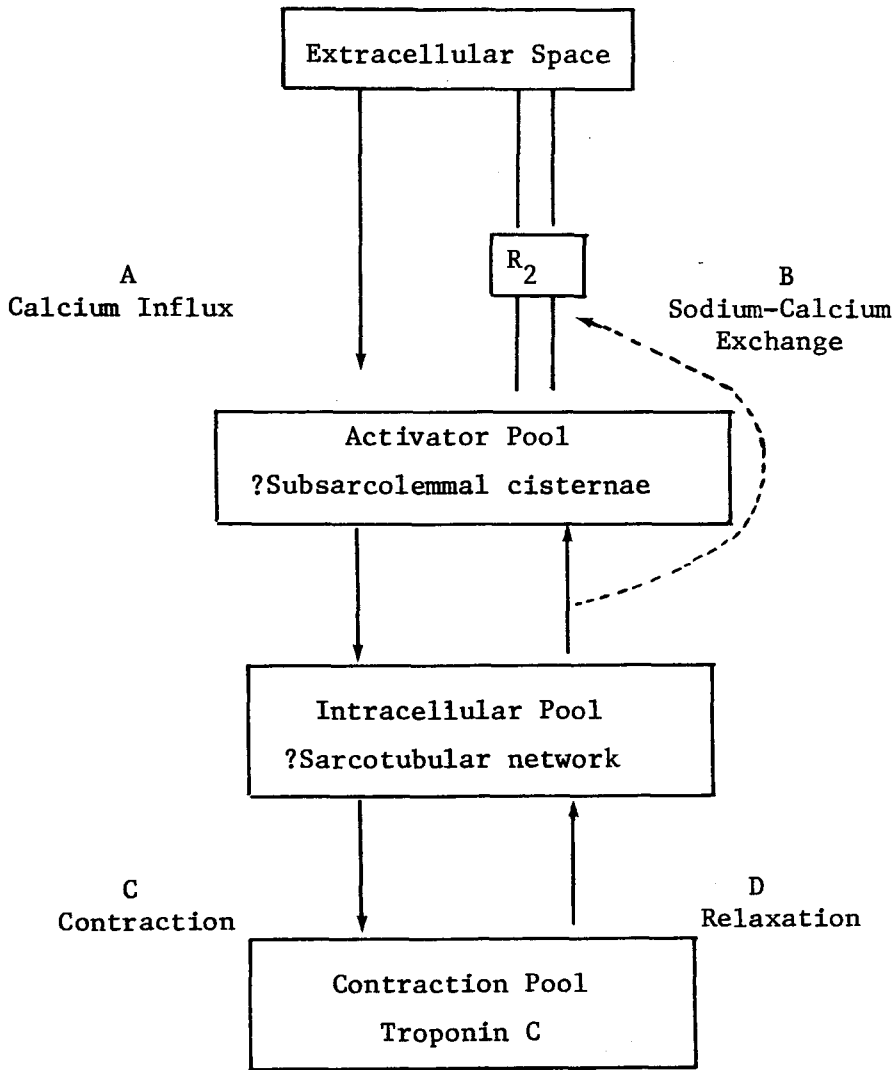 Extracellular Space
R2
A
Calcium Influx
B
Sodium-Calcium
Exchange
Activator Pool
?Subsarcolemmal cisternae
Intracellular Pool
?Sarcotubular network
C
Contraction
D
Relaxation
Contraction Pool
Troponin C